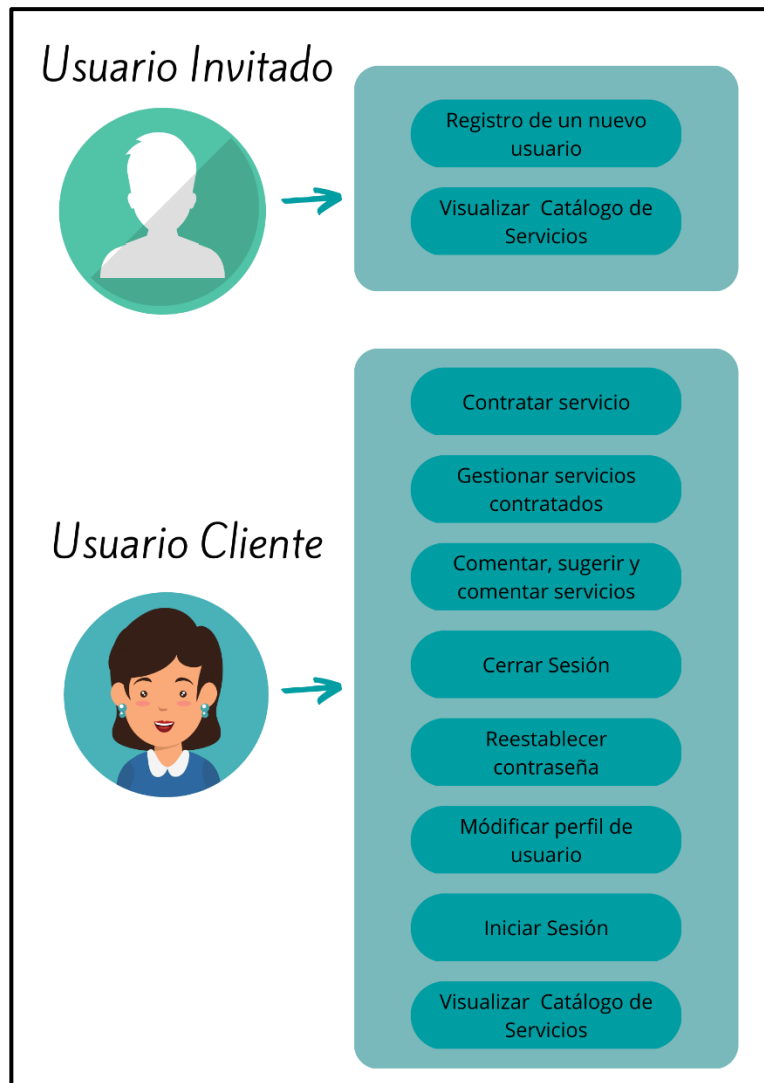 Usuario Invitado
Registro de un nuevo
usuario
Visualizar Catálogo de
Servicios
Usuario Cliente
Contratar servicio
Gestionar servicios
contratados
Comentar, sugerir y
comentar servicios
Cerrar Sesión
Reestablecer
contraseña
Módificar perfil de
usuario
Iniciar Sesión
Visualizar Catálogo de
Servicios